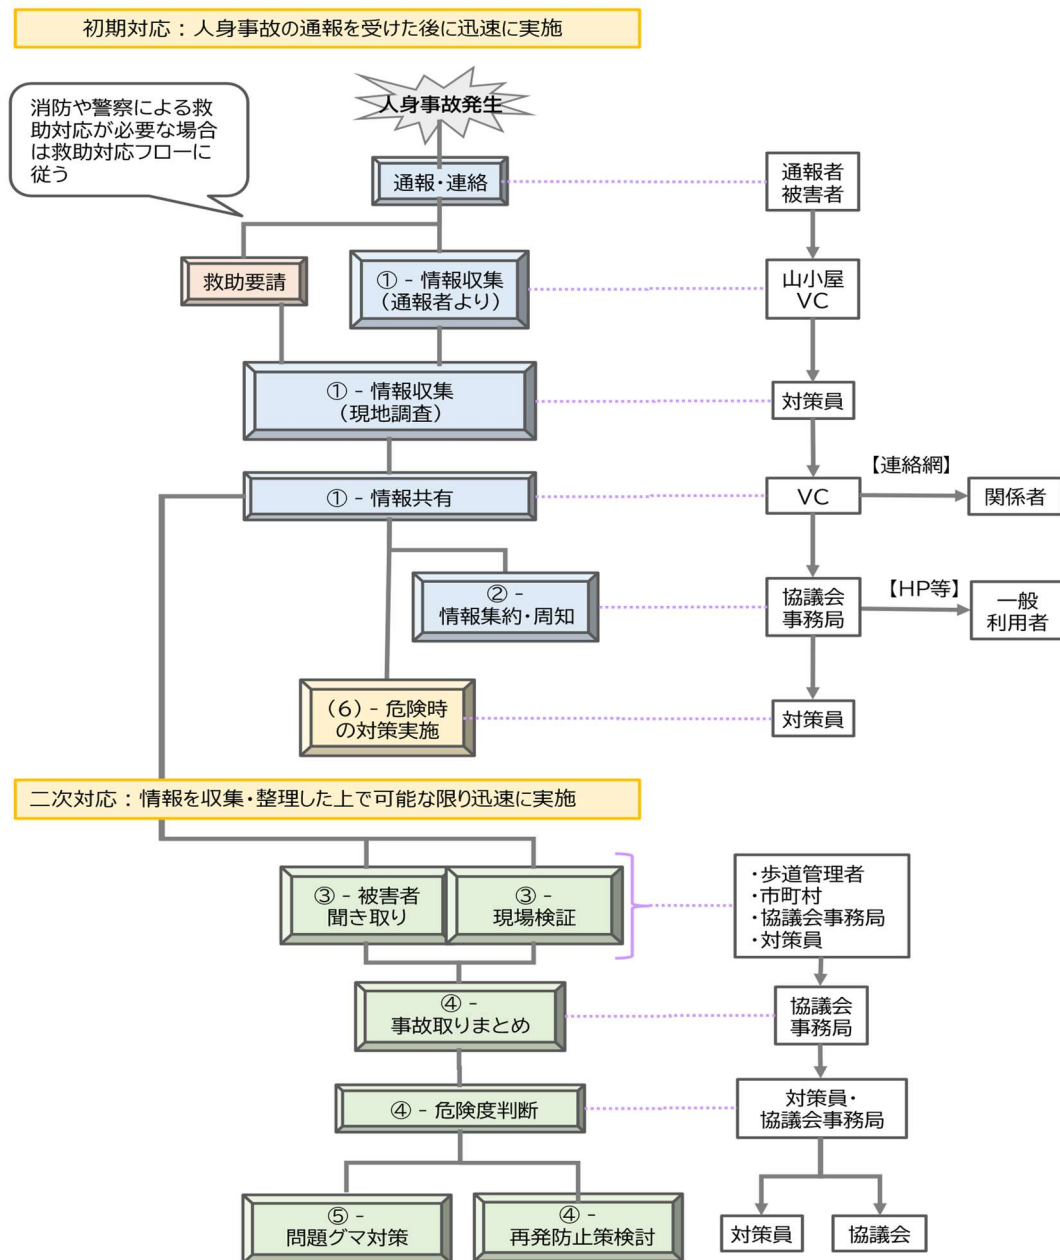 初期対応：人身事故の通報を受けた後に迅速に実施
人身事故発生
消防や警察による救
助対応が必要な場合
は救助対応フローに
従う
通報・連絡
通報者
被害者
救助要請
① - 情報収集
（通報者より）
山小屋
VC
① - 情報収集
（現地調査）
対策員
① - 情報共有
VC
【連絡網】
関係者
② -
情報集約・周知
協議会
事務局
【HP等】
一般
利用者
（6）- 危険時
の対策実施
対策員
二次対応：情報を収集・整理した上で可能な限り迅速に実施
③ - 被害者
聞き取り
③ -
現場検証
・歩道管理者
・市町村
・協議会事務局
・対策員
④ -
事故取りまとめ
協議会
事務局
④ - 危険度判断
対策員・
協議会事務局
⑤ -
問題グマ対策
④ -
再発防止策検討
対策員
協議会